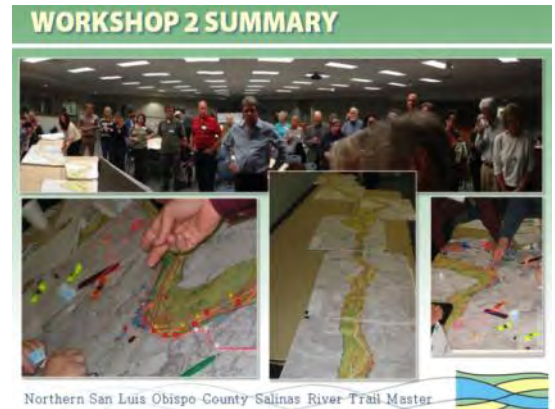 WORKSHOP 2 SUMMARY
Northern San Luis Obispo County Salinas River Trail Master